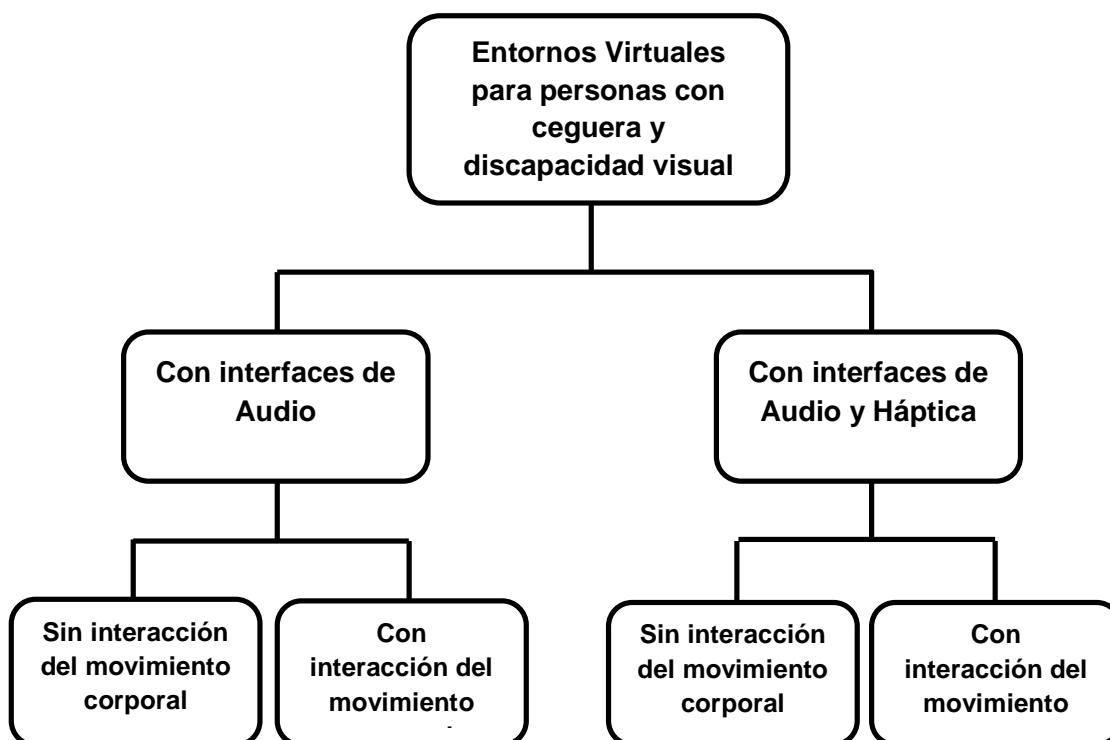 Entornos Virtuales
para personas con
ceguera y
discapacidad visual
Con interfaces de
Audio
Con interfaces de
Audio y Háptica
Sin interacción
del movimiento
corporal
Con
interacción del
movimiento
Sin interacción
del movimiento
corporal
Con
interacción del
movimiento